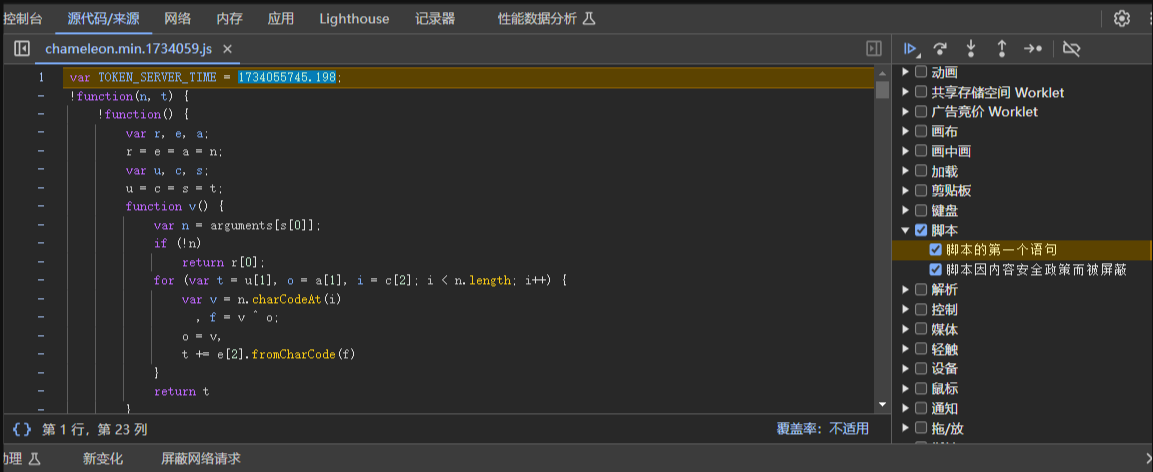 控制台 源代码/来源 网络 内存 应用 Lighthouse 记录器 性能数据分析
chameleon.min.1734059.js ×
1 var TOKEN_SERVER_TIME = 1734055745.198;
- !function(n, t) {
- !function() {
- var r, e, a;
- r = e = a = n;
- var u, c, s;
- u = c = s = t;
- function v() {
- var n = arguments[s[0]];
- if (!n)
- return r[0];
- for (var t = u[1], o = a[1], i = c[2]; i < n.length; i++) {
- var v = n.charCodeAt(i)
- , f = v ^ o;
- o = v,
- t += e[2].fromCharCode(f)
- }
- return t
- }
{} 第 1 行，第 23 列 覆盖率：不适用
动画
共享存储空间 Worklet
广告竞价 Worklet
画布
画中画
加载
剪贴板
键盘
脚本
脚本的第一个语句
脚本因内容安全政策而被屏蔽
解析
控制
媒体
轻触
设备
鼠标
通知
拖/放
新变化 屏蔽网络请求